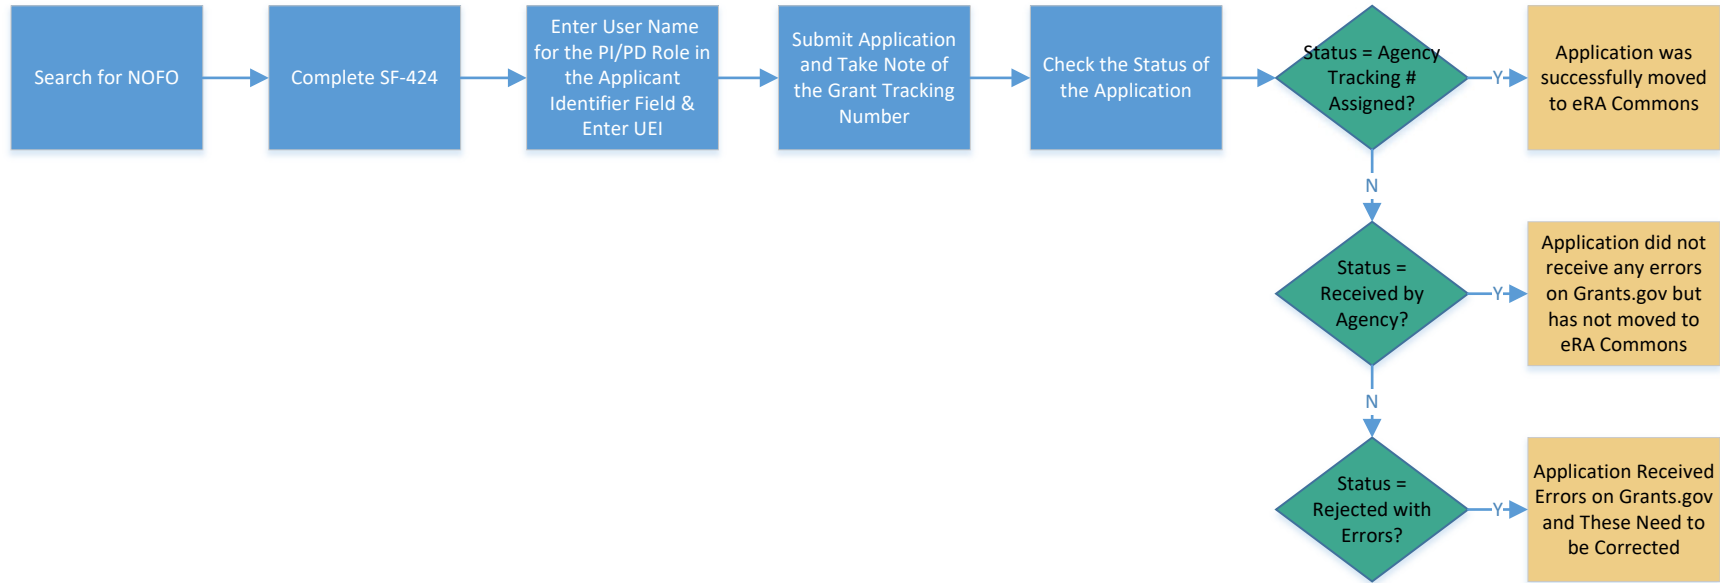 Search for NOFO
Complete SF-424
Enter User Name
for the PI/PD Role in
the Applicant
Identifier Field &
Enter UEI
Submit Application
and Take Note of
the Grant Tracking
Number
Check the Status of
the Application
Status = Agency
Tracking #
Assigned?
Y
Application was
successfully moved
to eRA Commons
N
Status =
Received by
Agency?
Y
Application did not
receive any errors
on Grants.gov but
has not moved to
eRA Commons
N
Status =
Rejected with
Errors?
Y
Application Received
Errors on Grants.gov
and These Need to
be Corrected